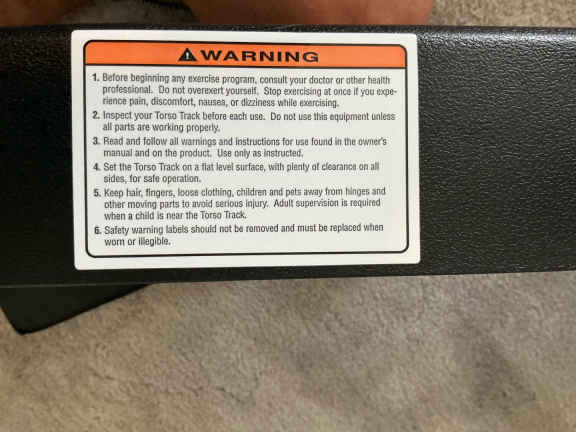 WARNING
1. Before beginning any exercise program, consult your doctor or other health
professional. Do not overexert yourself. Stop exercising at once if you expe-
rience pain, discomfort, nausea, or dizziness while exercising.
2. Inspect your Torso Track before each use. Do not use this equipment unless
all parts are working properly.
3. Read and follow all warnings and instructions for use found in the owner's
manual and on the product. Use only as instructed.
4. Set the Torso Track on a flat level surface, with plenty of clearance on all
sides, for safe operation.
5. Keep hair, fingers, loose clothing, children and pets away from hinges and
other moving parts to avoid serious injury. Adult supervision is required
when a child is near the Torso Track.
6. Safety warning labels should not be removed and must be replaced when
worn or illegible.